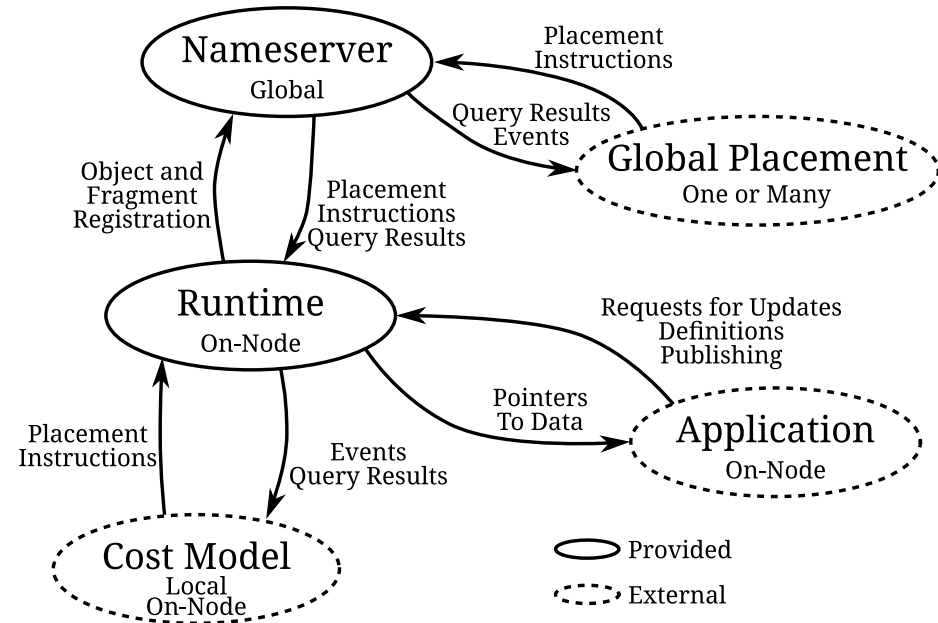 Nameserver
Global
Placement
Instructions
Query Results
Events
Global Placement
One or Many
Object and
Fragment
Registration
Placement
Instructions
Query Results
Runtime
On-Node
Requests for Updates
Definitions
Publishing
Pointers
To Data
Application
On-Node
Placement
Instructions
Events
Query Results
Cost Model
Local
On-Node
Provided
External